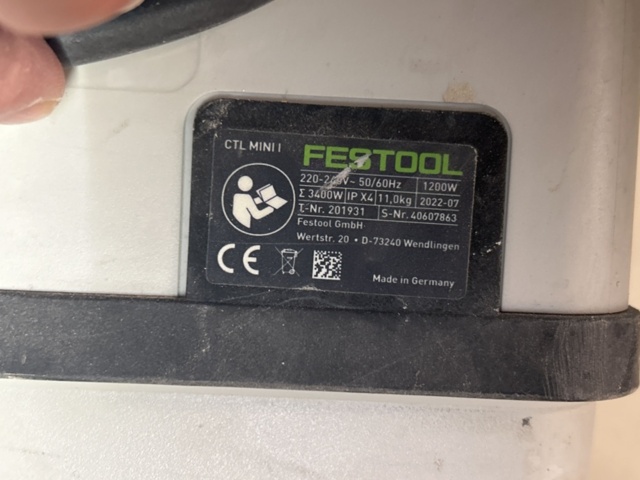 CTL MINI I
FESTOOL
220-240V~ 50/60Hz 1200W
Σ 3400W IP X4 11,0kg 2022-07
T.-Nr. 201931 S-Nr. 40607863
Festool GmbH
Wertstr. 20 • D-73240 Wendlingen
CE
Made in Germany